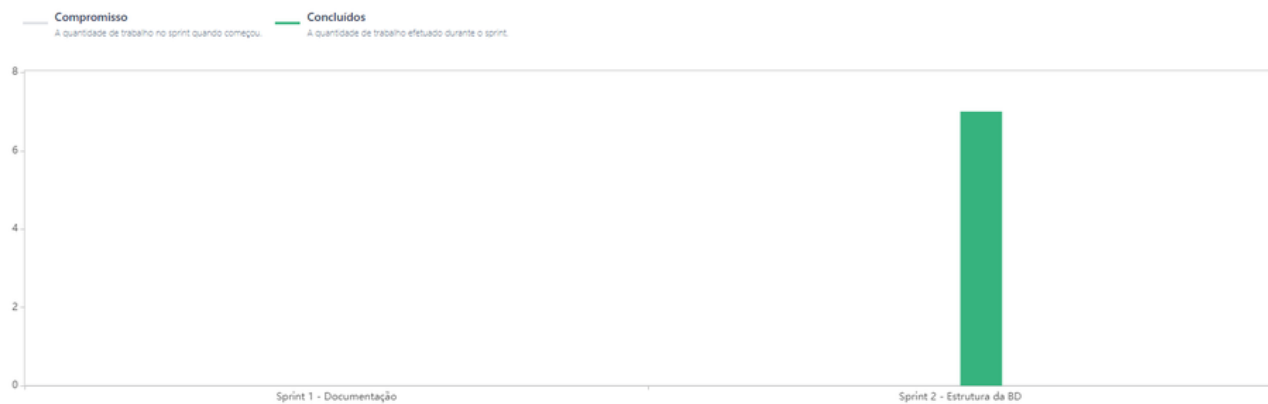 Compromisso
A quantidade de trabalho no sprint quando começou.
Concluídos
A quantidade de trabalho efetuado durante o sprint.
8
6
4
2
0
Sprint 1 - Documentação
Sprint 2 - Estrutura da BD